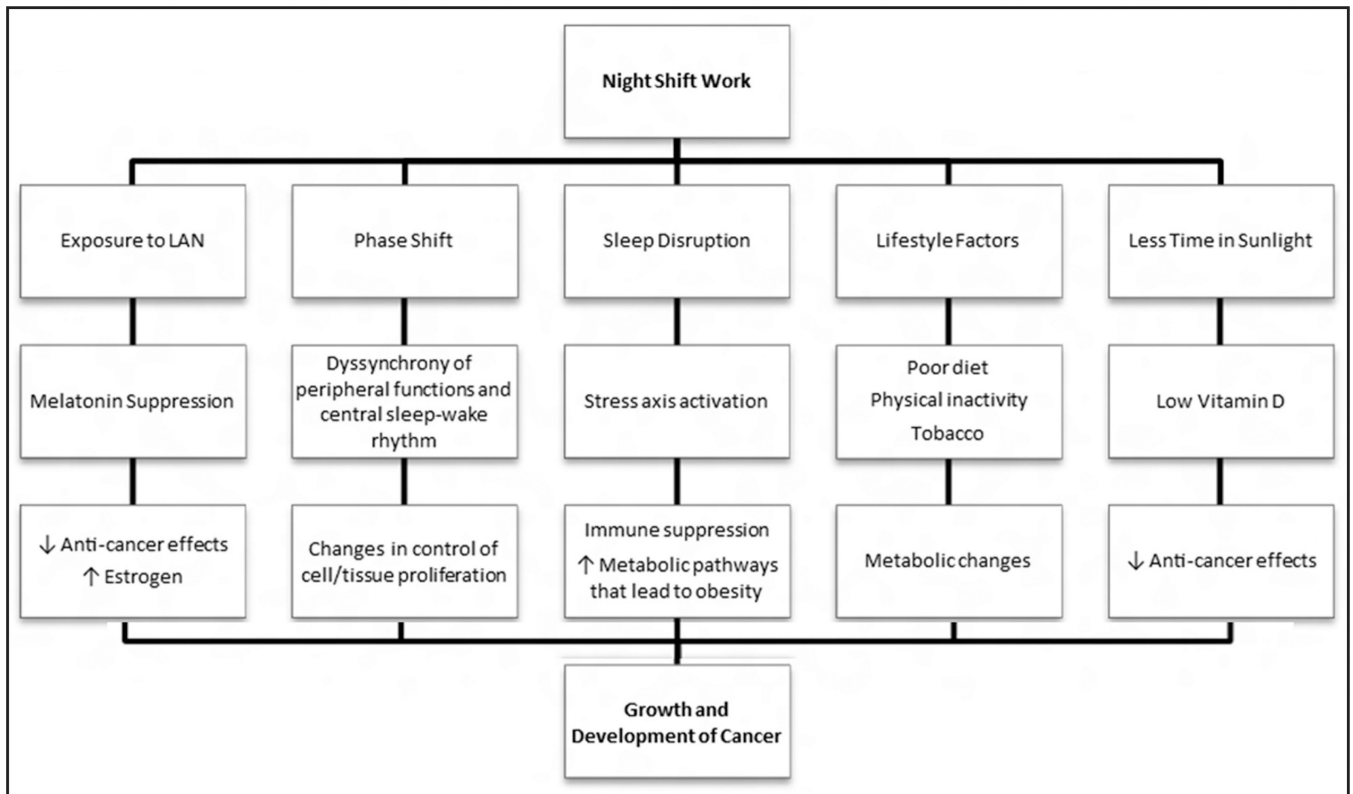 Night Shift Work
Exposure to LAN
Phase Shift
Sleep Disruption
Lifestyle Factors
Less Time in Sunlight
Melatonin Suppression
Dyssynchrony of
peripheral functions and
central sleep-wake
rhythm
Stress axis activation
Poor diet
Physical inactivity
Tobacco
Low Vitamin D
↓ Anti-cancer effects
↑ Estrogen
Changes in control of
cell/tissue proliferation
Immune suppression
↑ Metabolic pathways
that lead to obesity
Metabolic changes
↓ Anti-cancer effects
Growth and
Development of Cancer